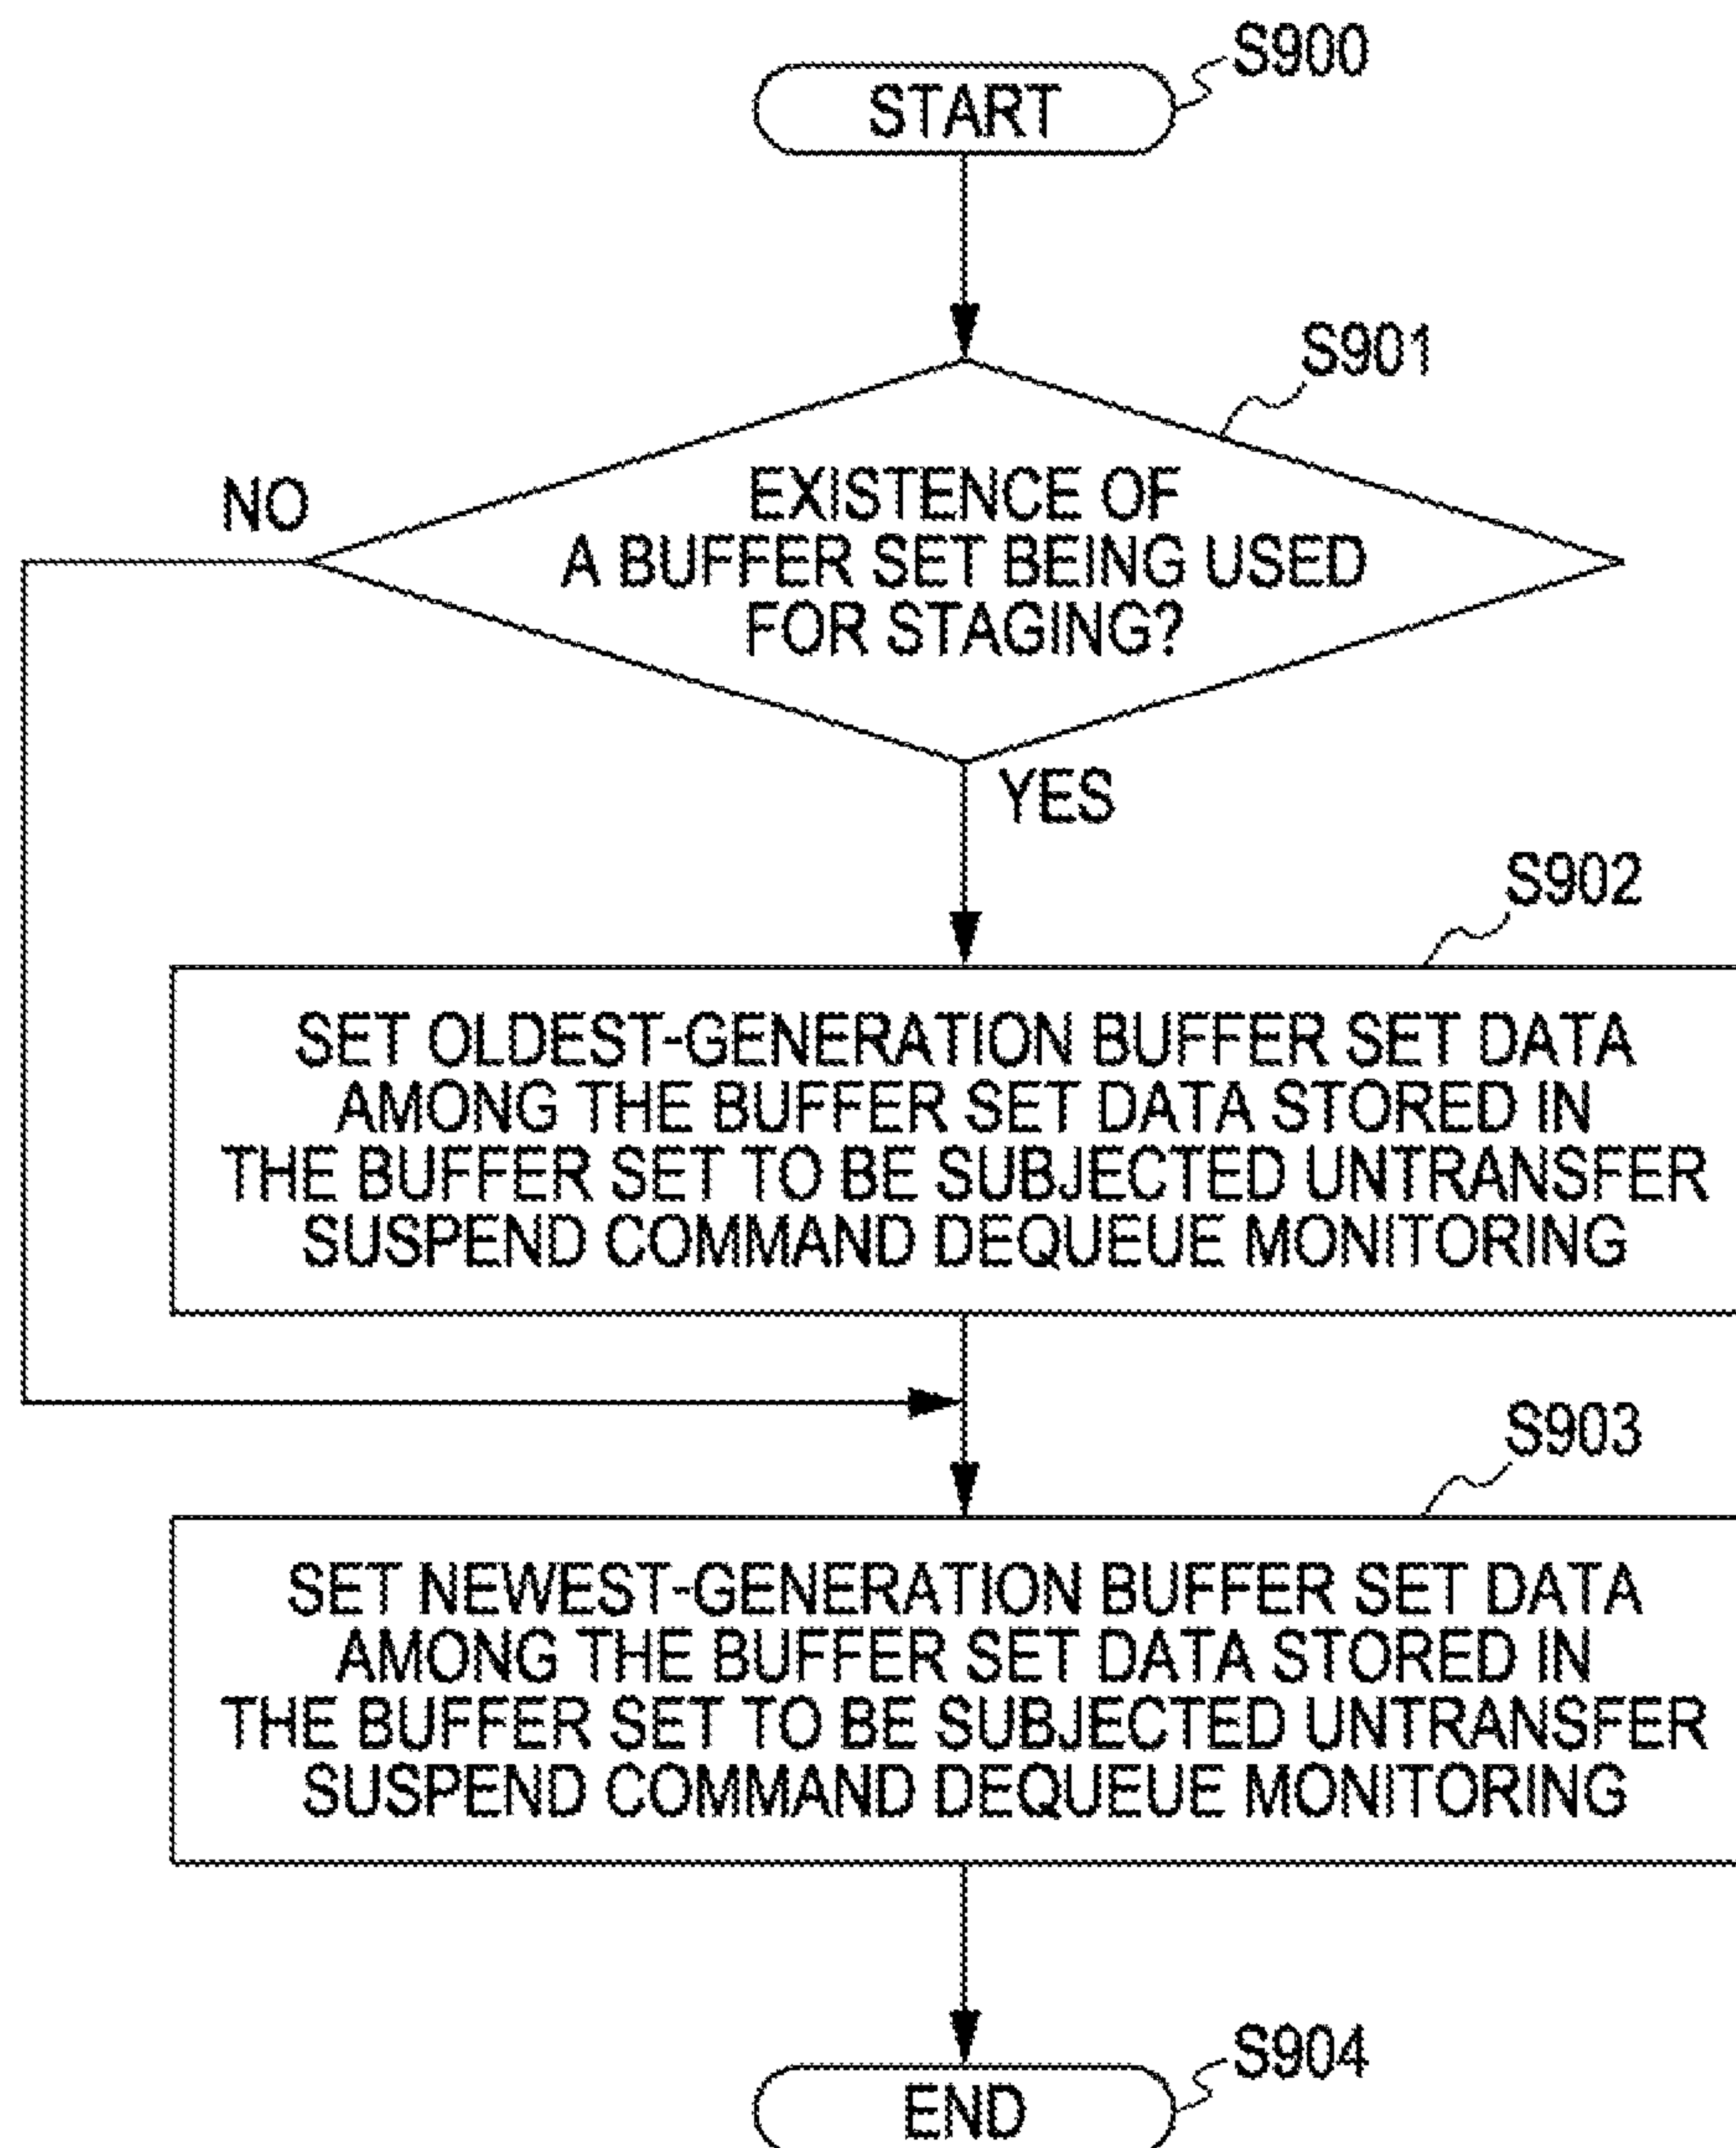 S900
START
S901
EXISTENCE OF
A BUFFER SET BEING USED
FOR STAGING?
NO
YES
S902
SET OLDEST-GENERATION BUFFER SET DATA
AMONG THE BUFFER SET DATA STORED IN
THE BUFFER SET TO BE SUBJECTED UNTRANSFER
SUSPEND COMMAND DEQUEUE MONITORING
S903
SET NEWEST-GENERATION BUFFER SET DATA
AMONG THE BUFFER SET DATA STORED IN
THE BUFFER SET TO BE SUBJECTED UNTRANSFER
SUSPEND COMMAND DEQUEUE MONITORING
S904
END